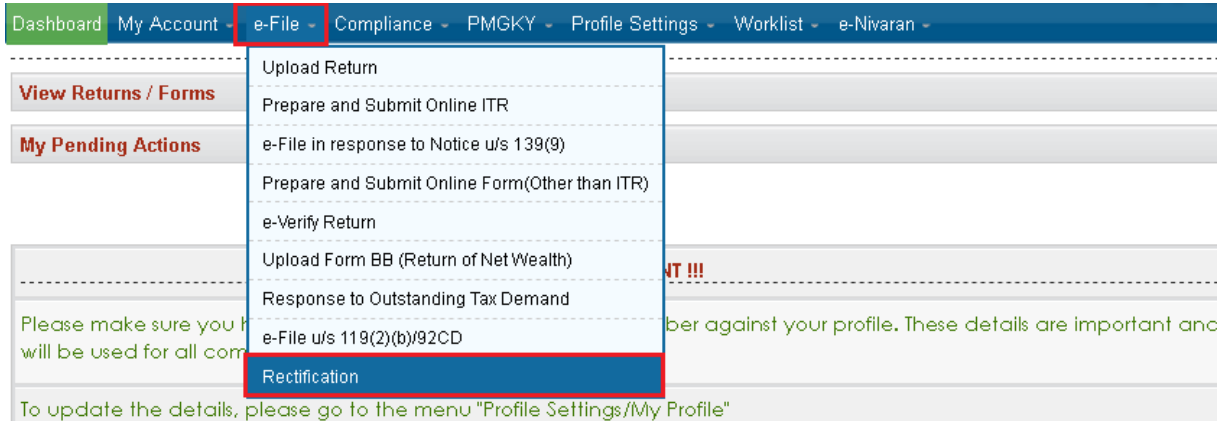 Dashboard My Account e-File Compliance PMGKY Profile Settings Worklist e-Nivaran
Upload Return
View Returns / Forms
Prepare and Submit Online ITR
My Pending Actions
e-File in response to Notice u/s 139(9)
Prepare and Submit Online Form(Other than ITR)
e-Verify Return
Upload Form BB (Return of Net Wealth)
NT !!!
Response to Outstanding Tax Demand
Please make sure you h
ber against your profile. These details are important and
e-File u/s 119(2)(b)/92CD
will be used for all com
Rectification
To update the details, please go to the menu "Profile Settings/My Profile"